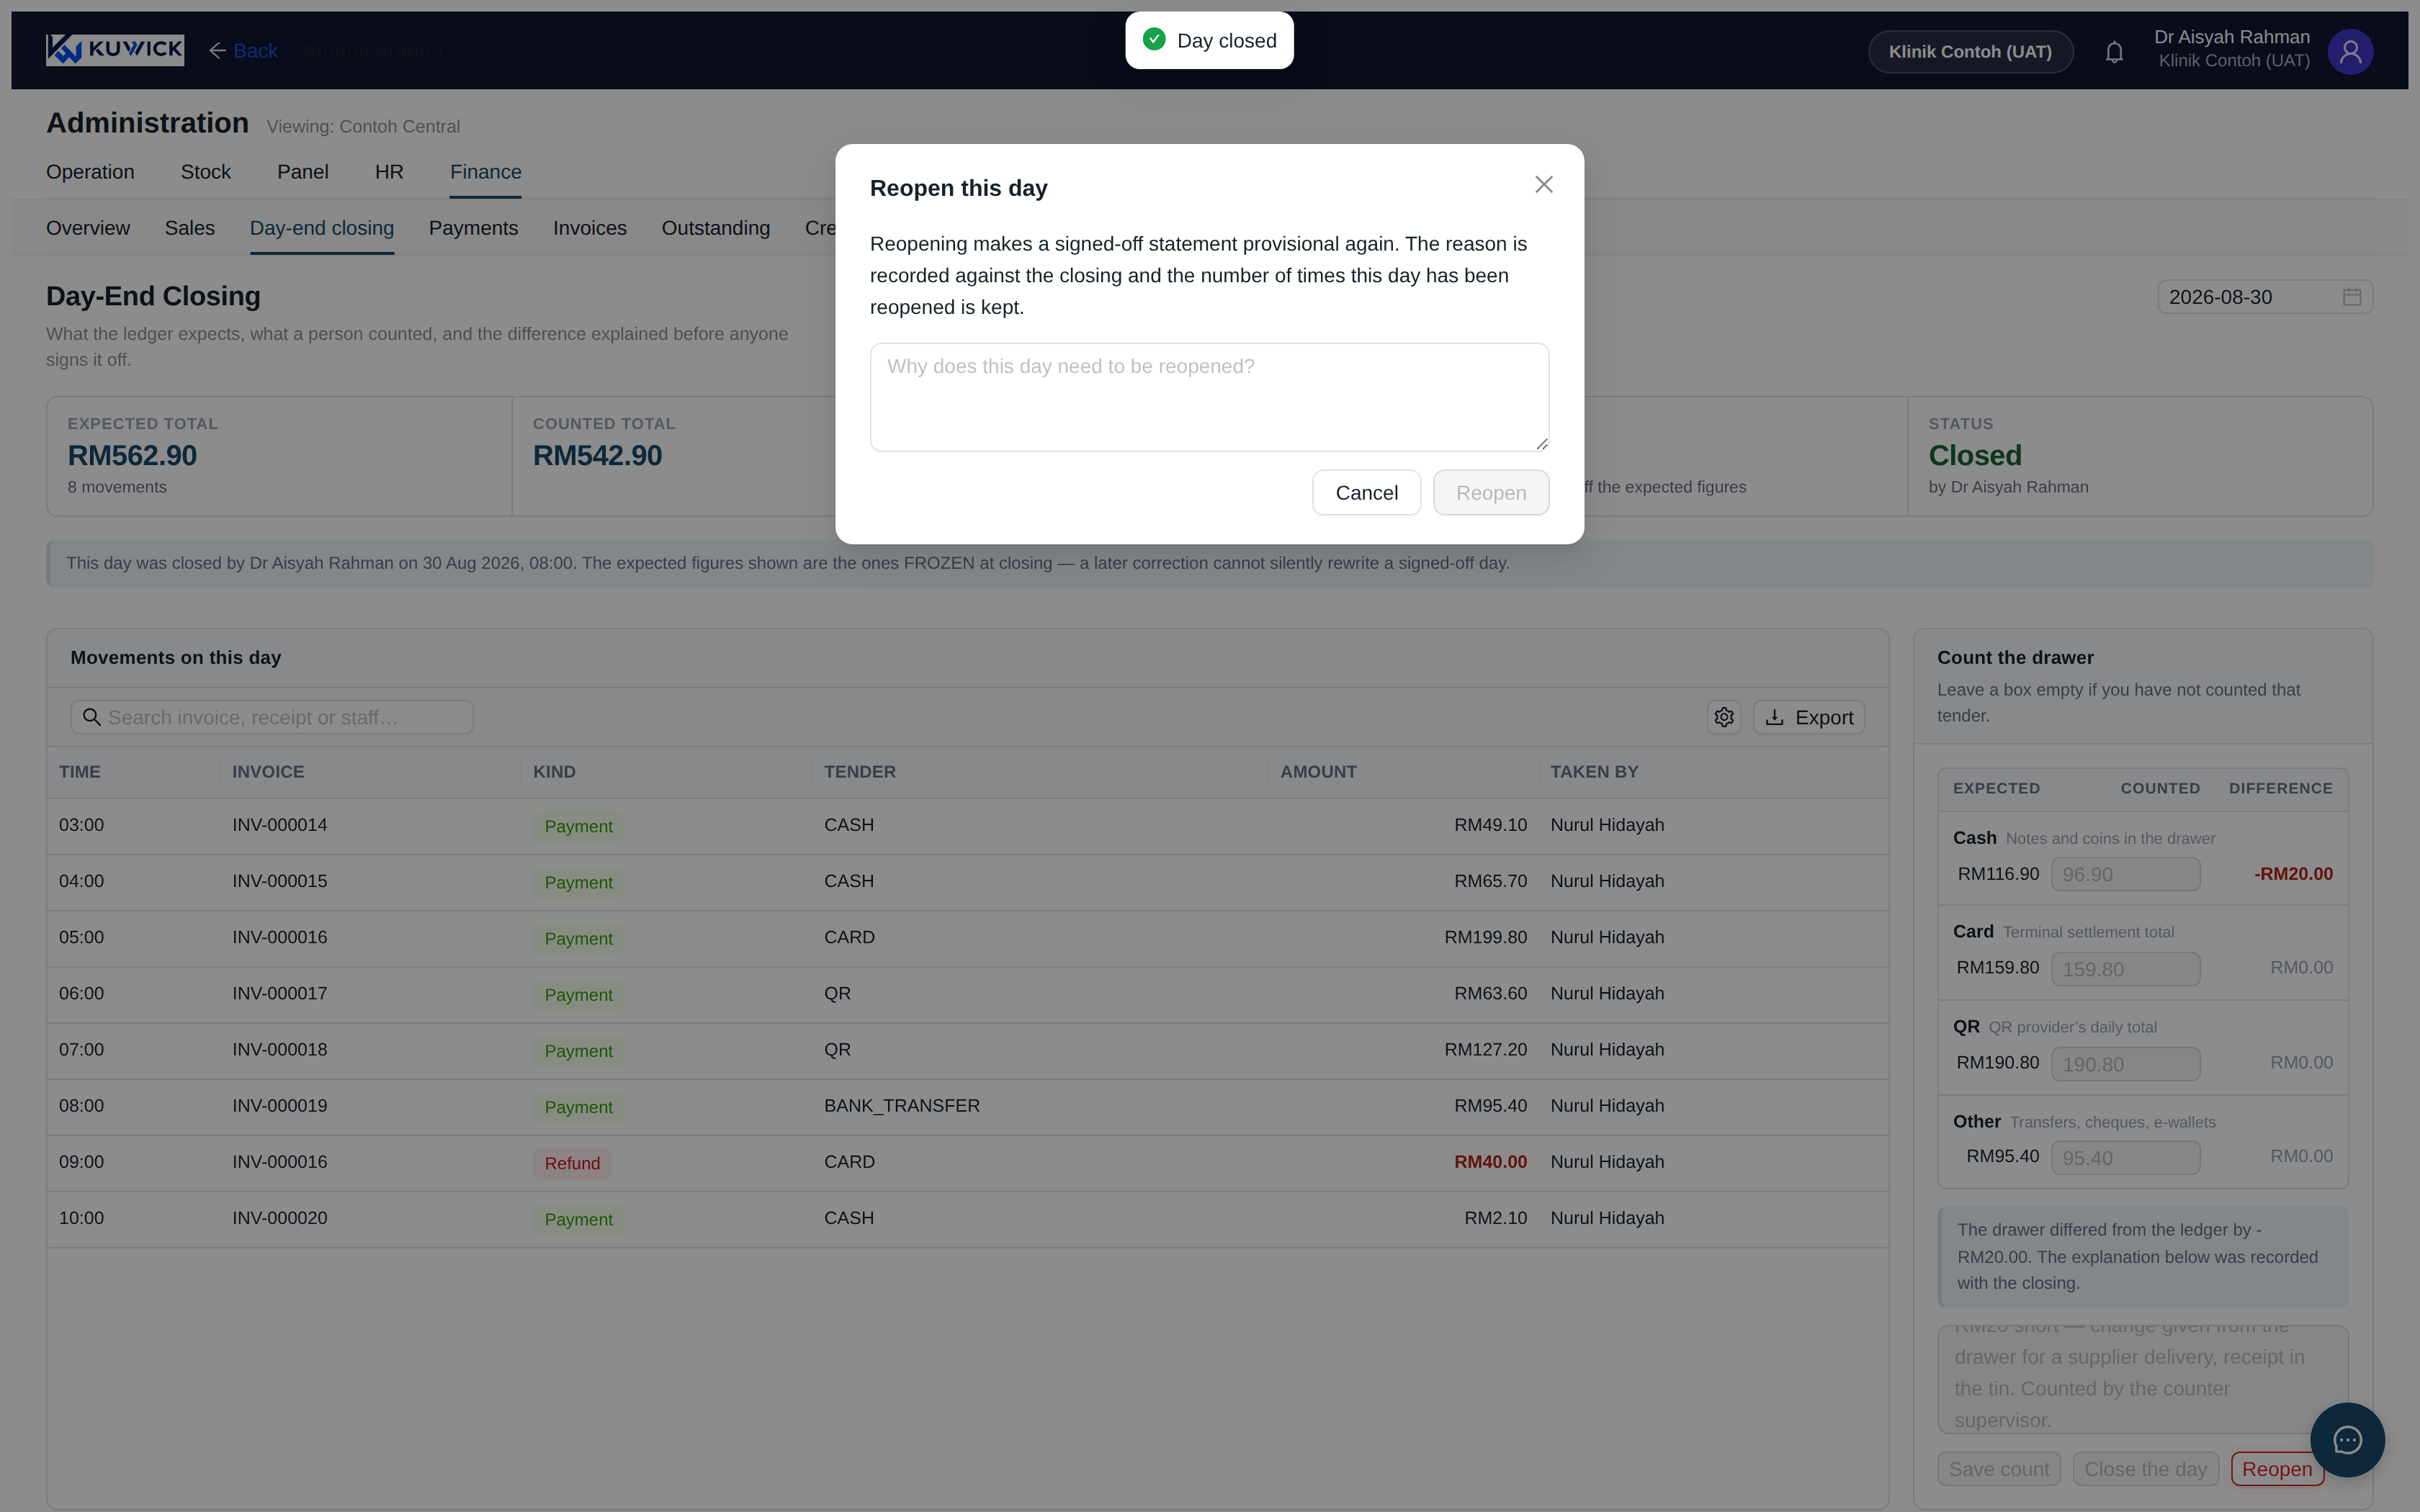 KUWICK
Back
Administration
Day closed
Klinik Contoh (UAT)
Dr Aisyah Rahman
Klinik Contoh (UAT)
Administration Viewing: Contoh Central
Operation Stock Panel HR Finance
Overview Sales Day-end closing Payments Invoices Outstanding Cre
Reopen this day
Reopening makes a signed-off statement provisional again. The reason is
recorded against the closing and the number of times this day has been
reopened is kept.
Why does this day need to be reopened?
Cancel Reopen
Day-End Closing
2026-08-30
What the ledger expects, what a person counted, and the difference explained before anyone
signs it off.
EXPECTED TOTAL
RM562.90
8 movements
COUNTED TOTAL
RM542.90
ff the expected figures
STATUS
Closed
by Dr Aisyah Rahman
This day was closed by Dr Aisyah Rahman on 30 Aug 2026, 08:00. The expected figures shown are the ones FROZEN at closing — a later correction cannot silently rewrite a signed-off day.
Movements on this day
Search invoice, receipt or staff…
Export
TIME INVOICE KIND TENDER AMOUNT TAKEN BY
03:00 INV-000014 Payment CASH RM49.10 Nurul Hidayah
04:00 INV-000015 Payment CASH RM65.70 Nurul Hidayah
05:00 INV-000016 Payment CARD RM199.80 Nurul Hidayah
06:00 INV-000017 Payment QR RM63.60 Nurul Hidayah
07:00 INV-000018 Payment QR RM127.20 Nurul Hidayah
08:00 INV-000019 Payment BANK_TRANSFER RM95.40 Nurul Hidayah
09:00 INV-000016 Refund CARD RM40.00 Nurul Hidayah
10:00 INV-000020 Payment CASH RM2.10 Nurul Hidayah
Count the drawer
Leave a box empty if you have not counted that
tender.
EXPECTED COUNTED DIFFERENCE
Cash Notes and coins in the drawer
RM116.90 96.90 -RM20.00
Card Terminal settlement total
RM159.80 159.80 RM0.00
QR QR provider’s daily total
RM190.80 190.80 RM0.00
Other Transfers, cheques, e-wallets
RM95.40 95.40 RM0.00
The drawer differed from the ledger by -
RM20.00. The explanation below was recorded
with the closing.
RM20 short — change given from the
drawer for a supplier delivery, receipt in
the tin. Counted by the counter
supervisor.
Save count Close the day Reopen